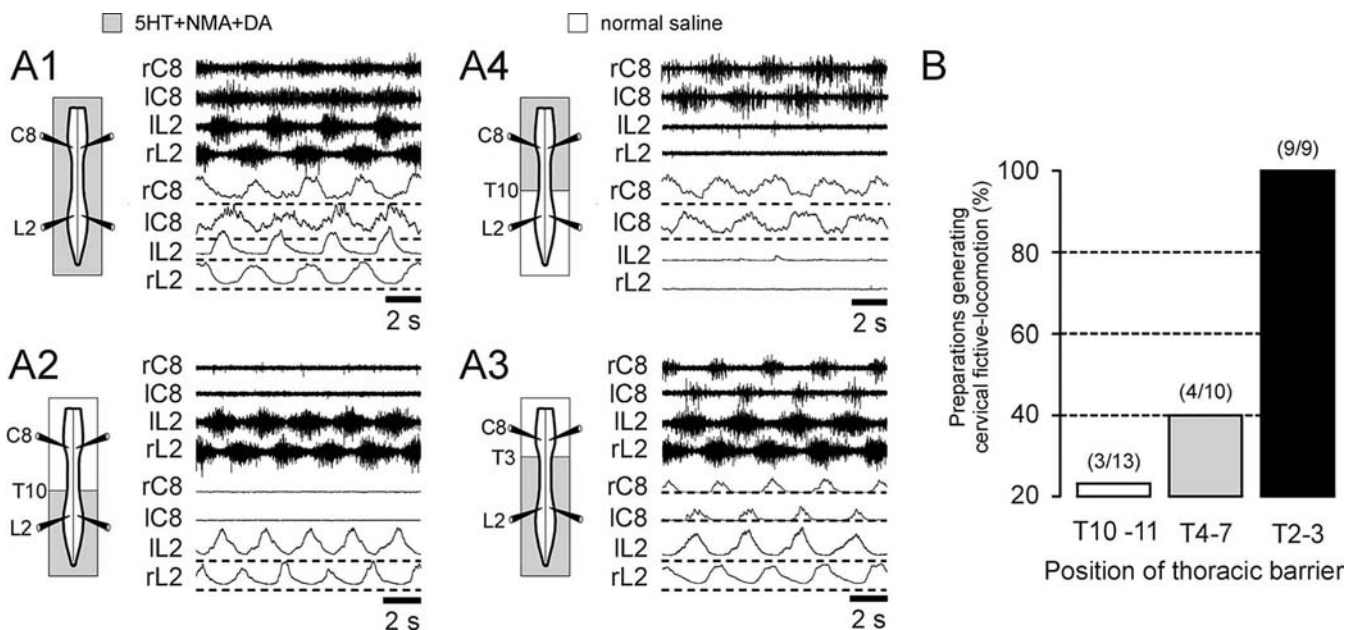 5HT+NMA+DA
normal saline
A1
C8
L2
rC8
lC8
lL2
rL2
rC8
lC8
lL2
rL2
2 s
A4
C8
T10
L2
rC8
lC8
lL2
rL2
rC8
lC8
lL2
rL2
2 s
A2
C8
T10
L2
rC8
lC8
lL2
rL2
rC8
lC8
lL2
rL2
2 s
A3
C8
T3
L2
rC8
lC8
lL2
rL2
rC8
lC8
lL2
rL2
2 s
B
Preparations generating
cervical fictive-locomotion (%)
100
80
60
40
20
(3/13)
(4/10)
(9/9)
T10 -11
T4-7
T2-3
Position of thoracic barrier